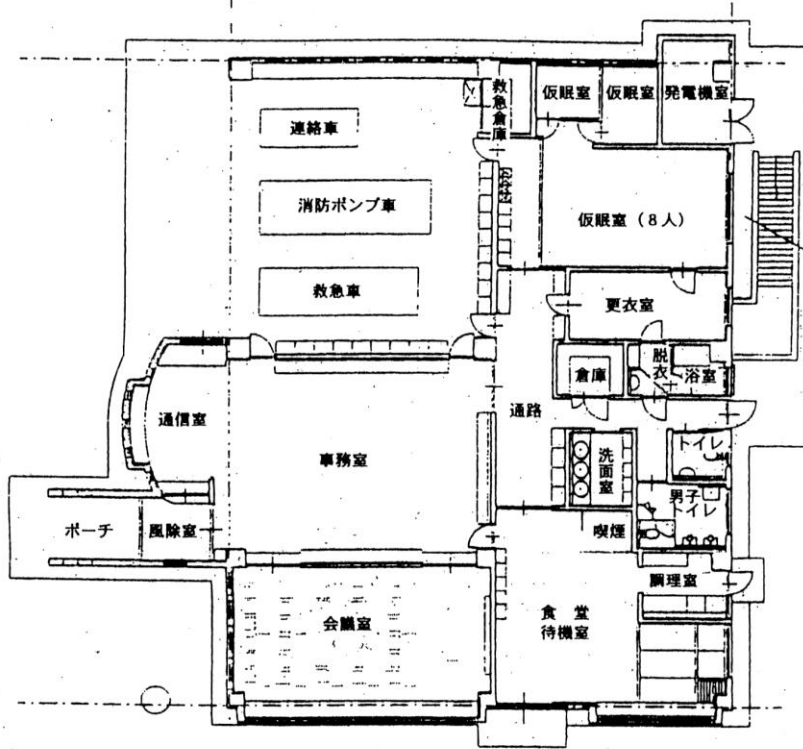 救急倉庫
仮眠室
仮眠室
発電機室
連絡車
消防ポンプ車
仮眠室（8人）
救急車
更衣室
脱衣
浴室
倉庫
通信室
通路
事務室
トイレ
洗面室
男子
トイレ
ポーチ
風除室
喫煙
調理室
会議室
食 堂
待機室